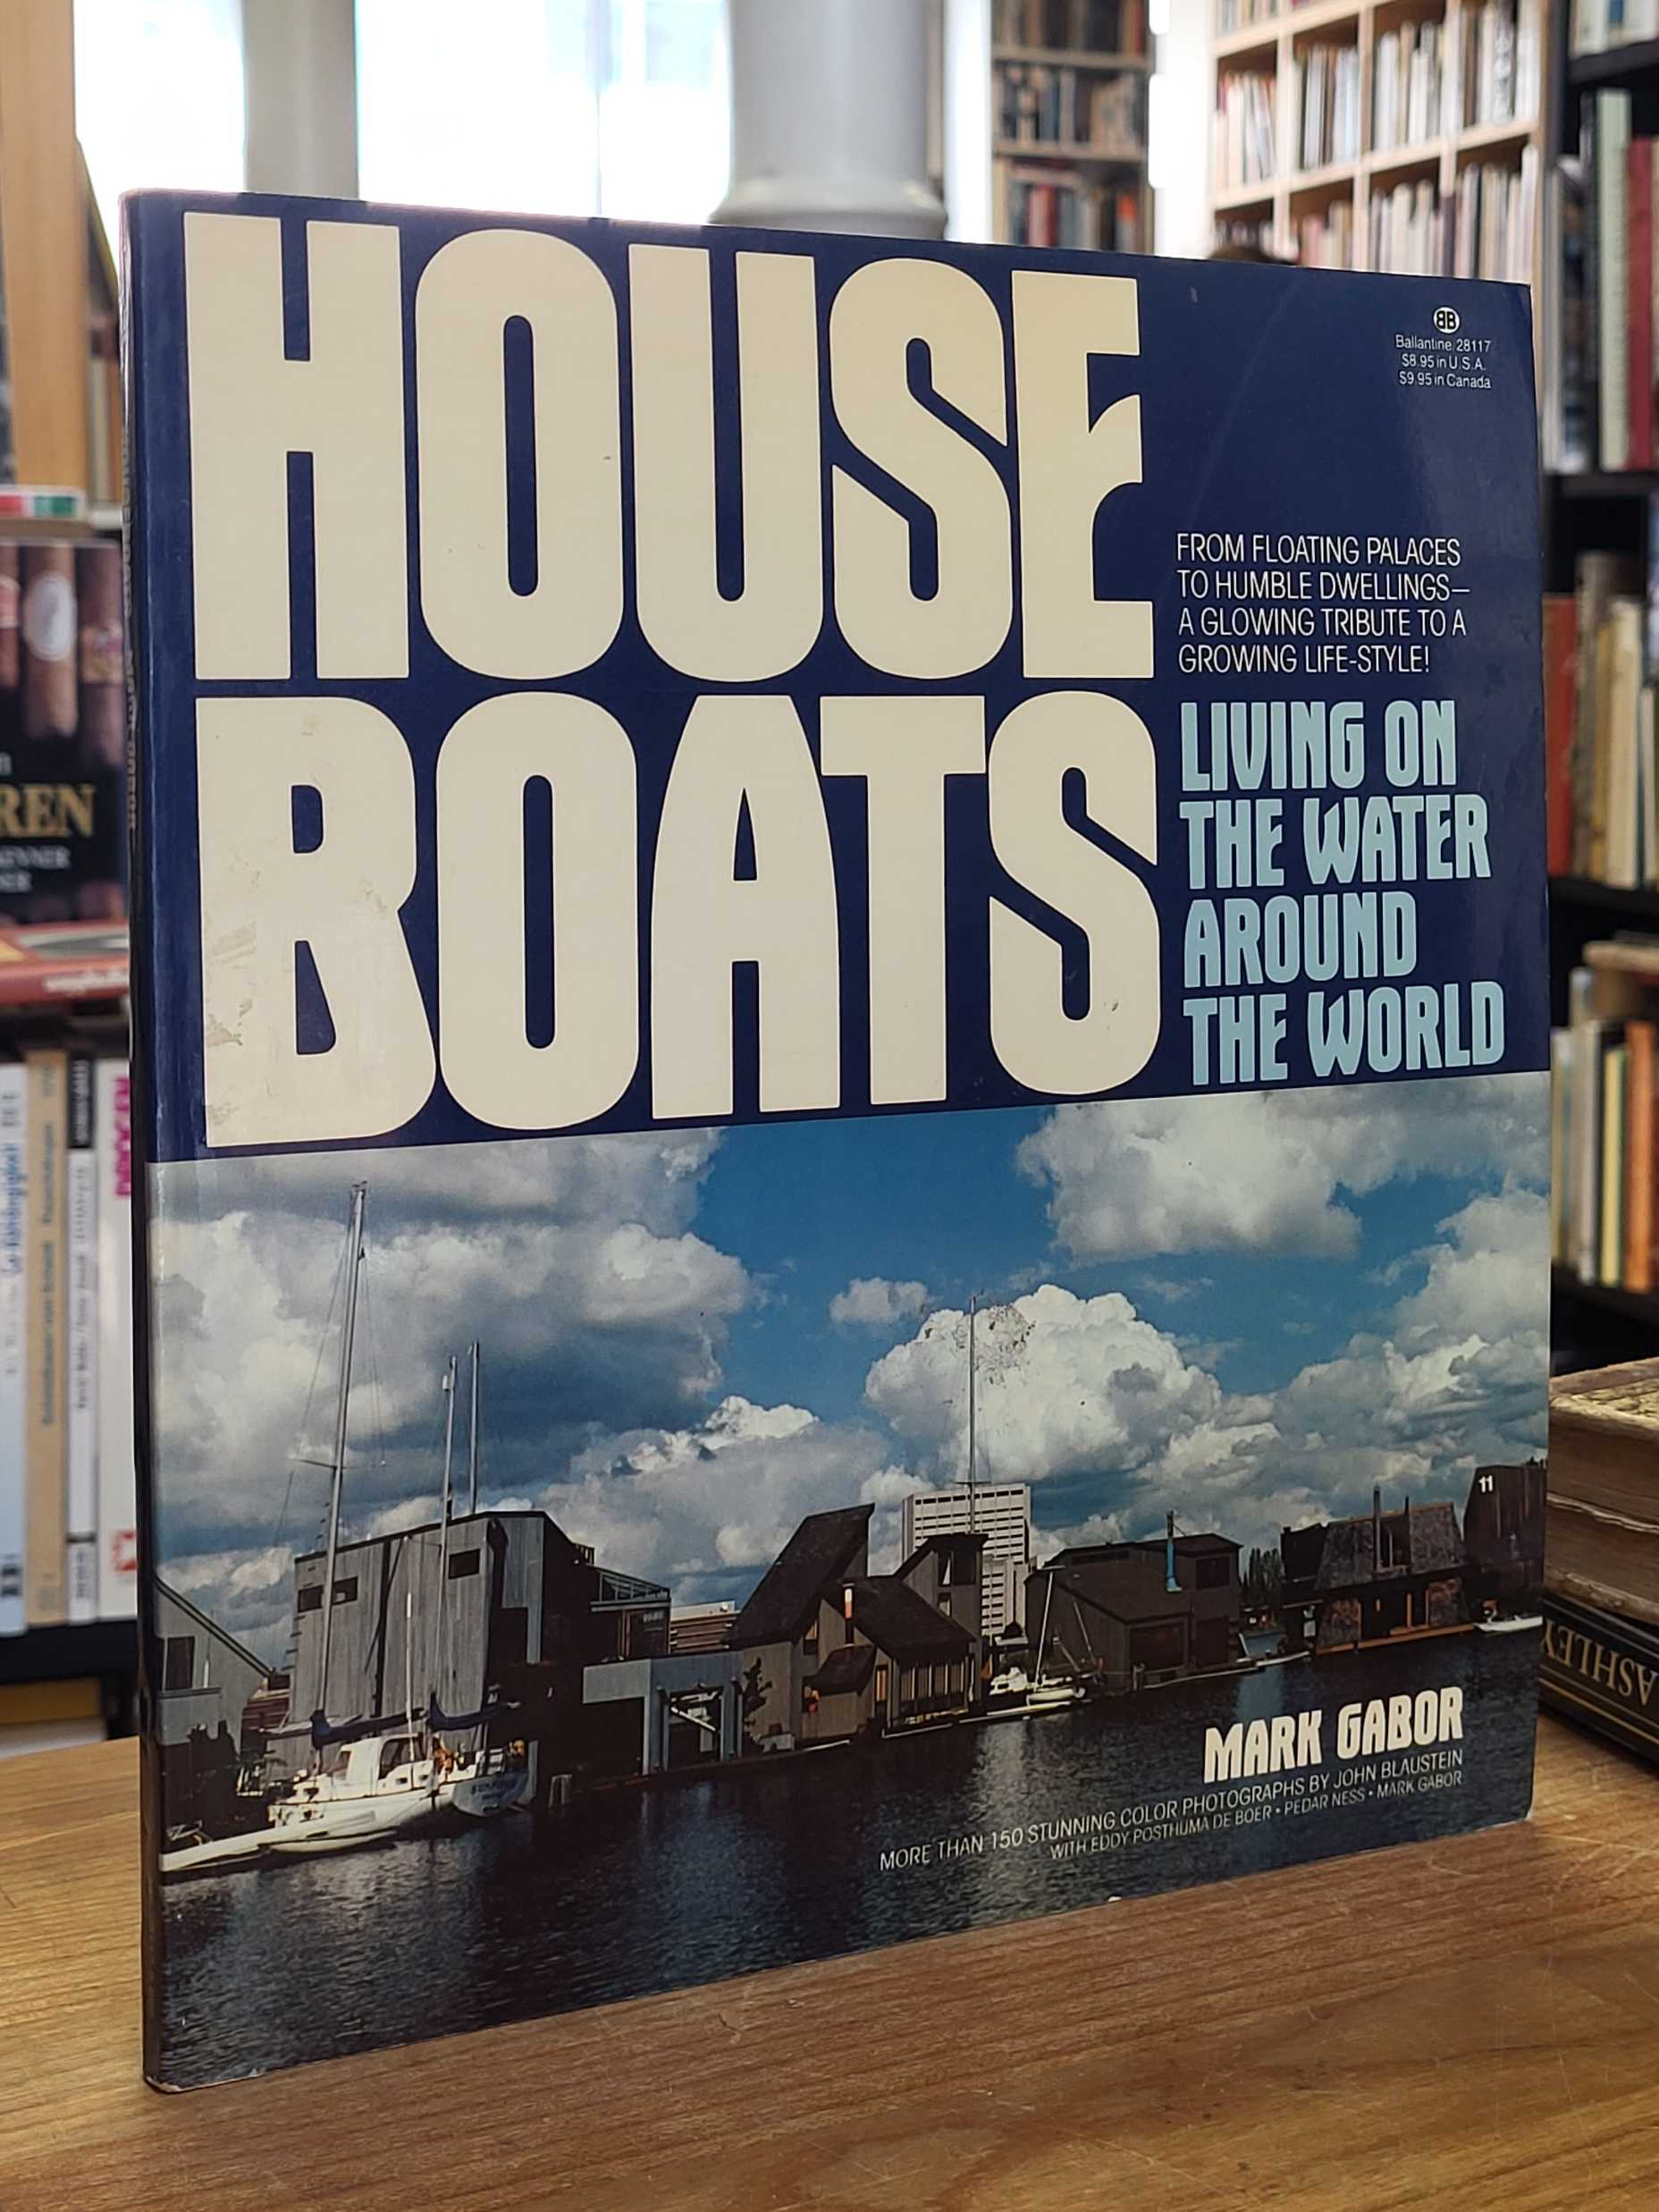 HOUSE
BOATS
BB
Ballantine/28117
$8.95 in U.S.A.
$9.95 in Canada
FROM FLOATING PALACES
TO HUMBLE DWELLINGS—
A GLOWING TRIBUTE TO A
GROWING LIFE-STYLE!
LIVING ON
THE WATER
AROUND
THE WORLD
11
MARK GABOR
MORE THAN 150 STUNNING COLOR PHOTOGRAPHS BY JOHN BLAUSTEIN
WITH EDDY POSTHUMA DE BOER • PEDAR NESS • MARK GABOR
REN
ASHLEY